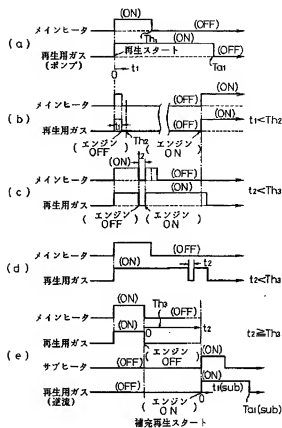 (ON)
メインヒータ (OFF)
(a) Th1 (ON)
再生用ガス
(ポンプ) 再生スタート (OFF)
0 t1 Ta1
(ON)
メインヒータ (OFF)
(b) (ON) t1<Th2
再生用ガス t1 (OFF)
Th2
(エンジン OFF) (エンジン ON)
t2
(ON)
メインヒータ (OFF)
(c) (ON) t2<Th3
再生用ガス
(エンジン OFF) (エンジン ON)
(ON)
メインヒータ (OFF)
(d) (ON) t2 t2<Th3
再生用ガス
(ON)
メインヒータ (OFF) Th3
(ON) 0 t2 t2≧Th3
再生用ガス
(エンジン OFF) (ON)
(e) サブヒータ (OFF) (OFF)
(ON)
再生用ガス (OFF) t1(sub)
(逆流) (エンジン ON) 0 Ta1(sub)
補完再生スタート